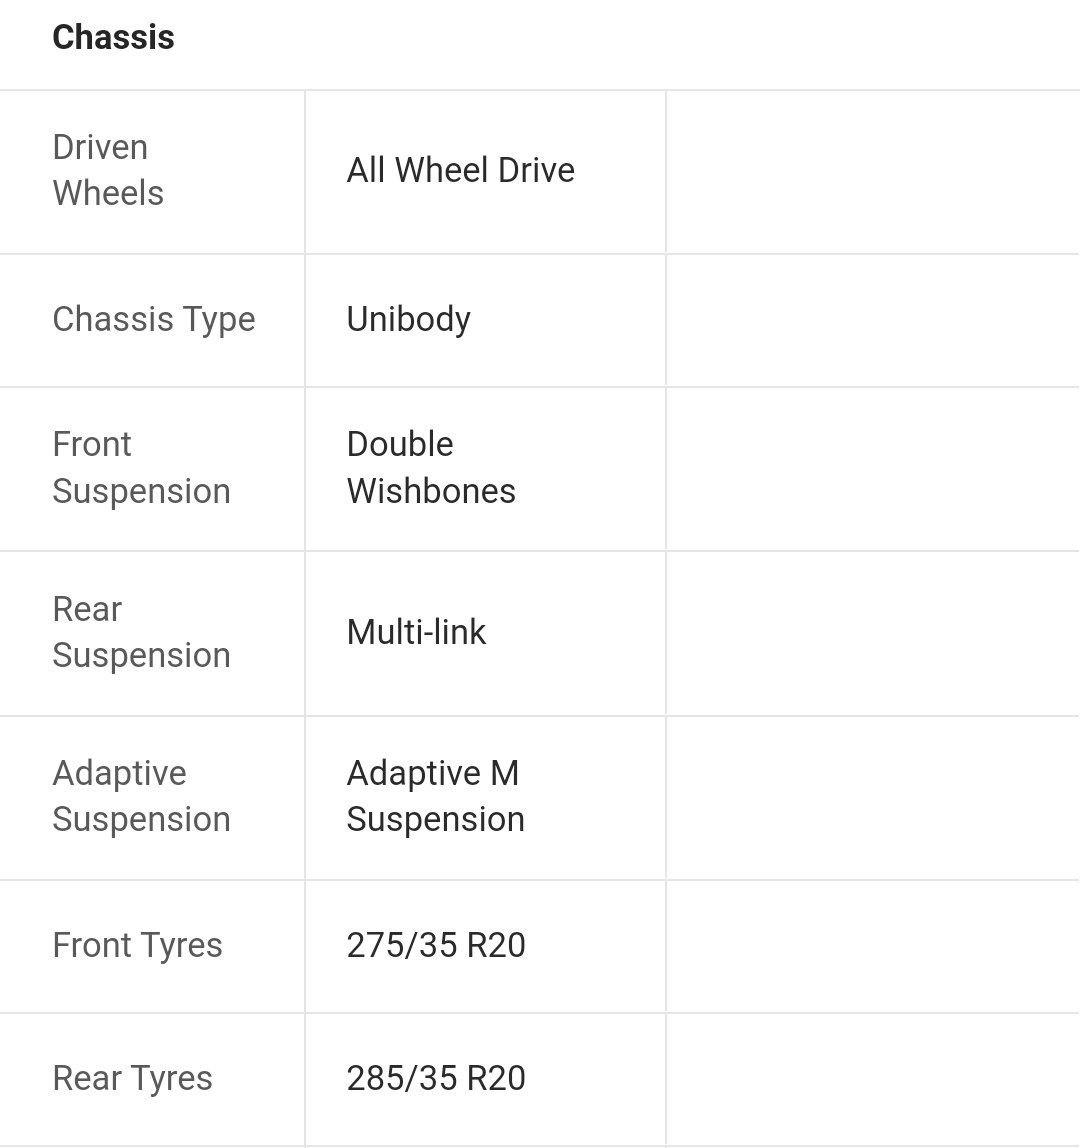 Chassis
Driven
Wheels
All Wheel Drive
Chassis Type
Unibody
Front
Suspension
Double
Wishbones
Rear
Suspension
Multi-link
Adaptive
Suspension
Adaptive M
Suspension
Front Tyres
275/35 R20
Rear Tyres
285/35 R20